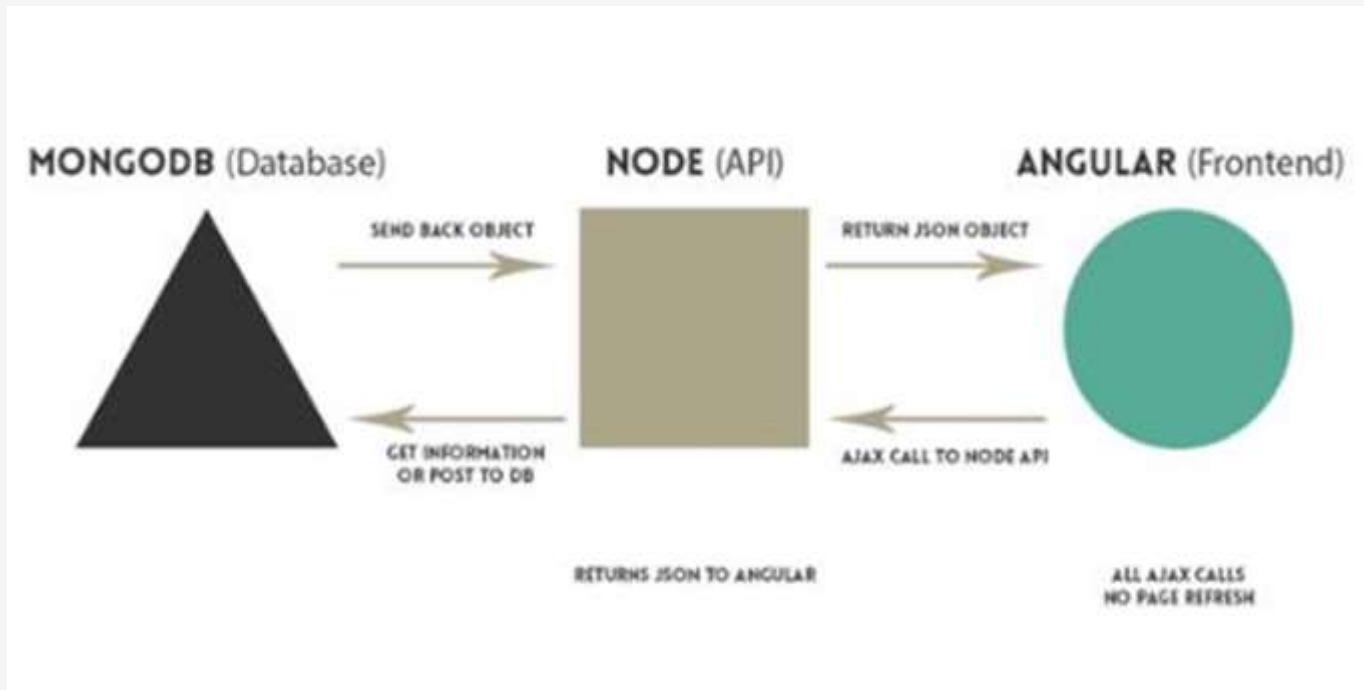 MONGODB (Database)
NODE (API)
ANGULAR (Frontend)
SEND BACK OBJECT
RETURN JSON OBJECT
GET INFORMATION
OR POST TO DB
AJAX CALL TO NODE API
RETURNS JSON TO ANGULAR
ALL AJAX CALLS
NO PAGE REFRESH